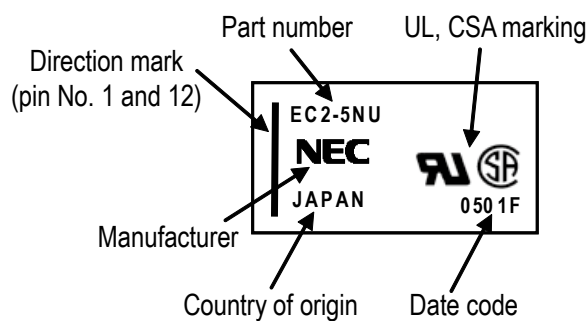 Part number
UL, CSA marking
Direction mark
(pin No. 1 and 12)
EC2-5NU
NEC
JAPAN
0501F
Manufacturer
Country of origin
Date code